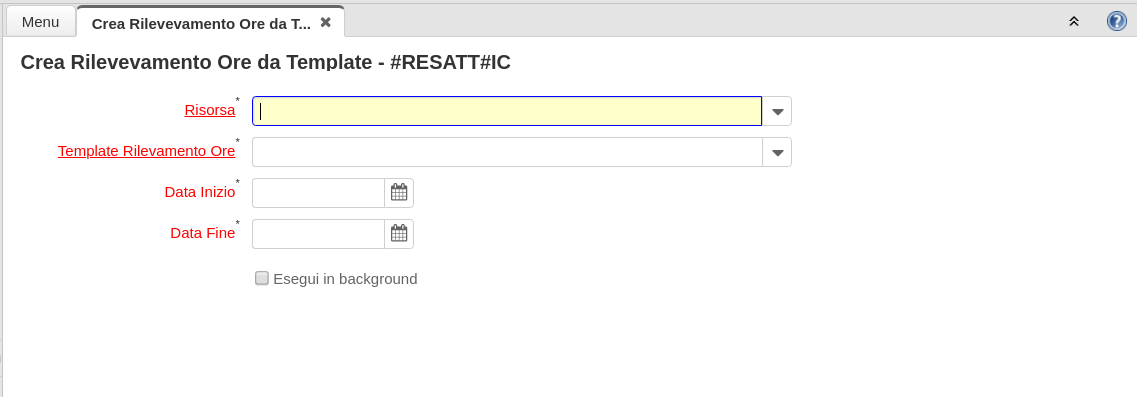 Menu
Crea Rilevevamento Ore da T...
Crea Rilevevamento Ore da Template - #RESATT#IC
Risorsa*
Template Rilevamento Ore*
Data Inizio*
Data Fine*
Esegui in background